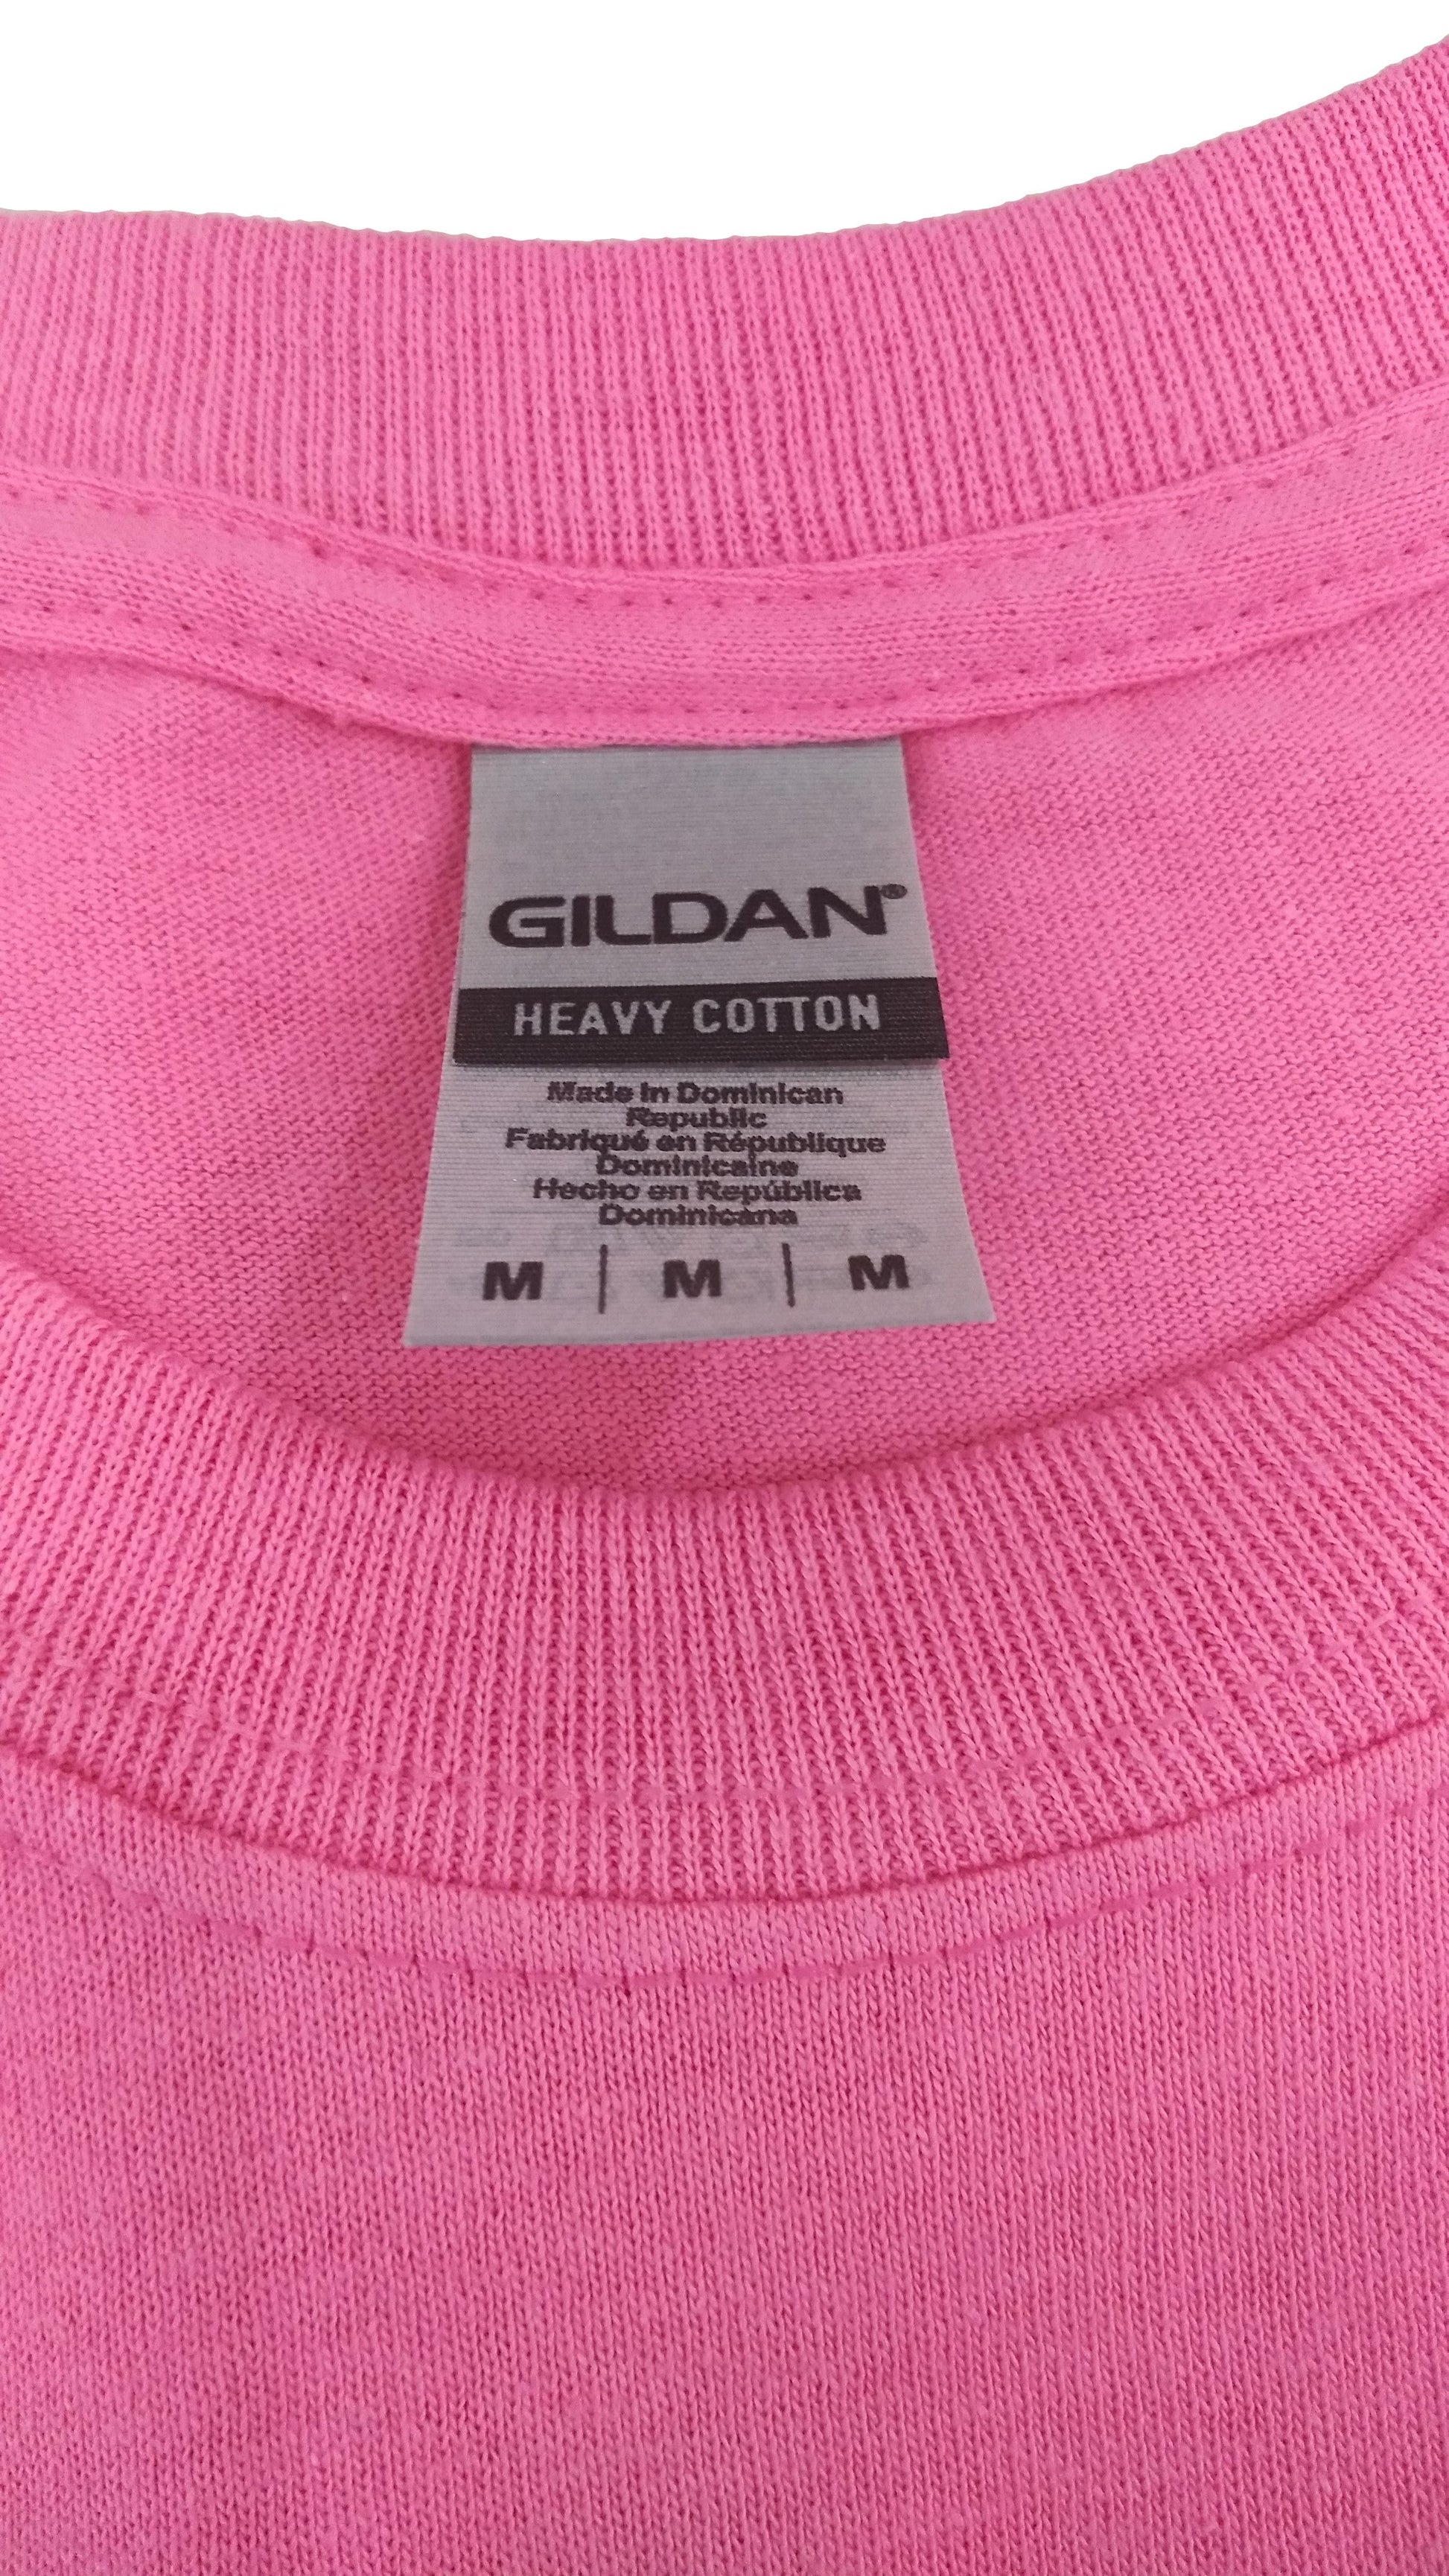 GILDAN®
HEAVY COTTON
Made in Dominican
Republic
Fabriqué en République
Dominicaine
Hecho en República
Dominicana
M | M | M